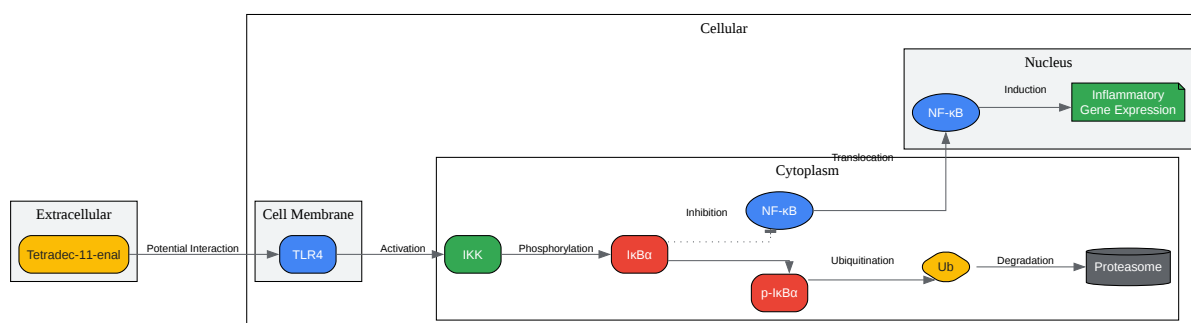 Cellular
Nucleus
Induction
Inflammatory
Gene Expression
NF-κB
Translocation
Cytoplasm
Extracellular
Cell Membrane
Inhibition
NF-κB
Tetradec-11-enal
Potential Interaction
TLR4
Activation
IKK
Phosphorylation
IκBα
p-IκBα
Ubiquitination
Ub
Degradation
Proteasome